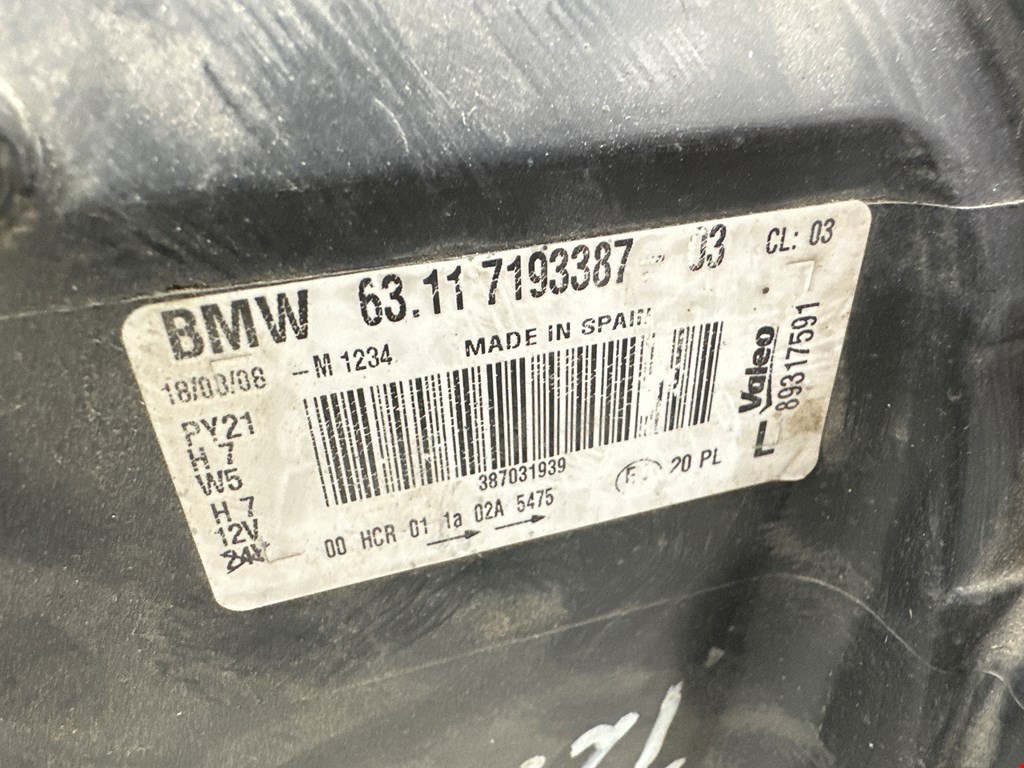 BMW 63.11 7193387 - 03 CL: 03
18/03/08 - M 1234 MADE IN SPAIN
PY21
H 7
W5
H 7
12V
24V
387031939
00 HCR 01 1a 02A 5475
20 PL
Valeo
89317591